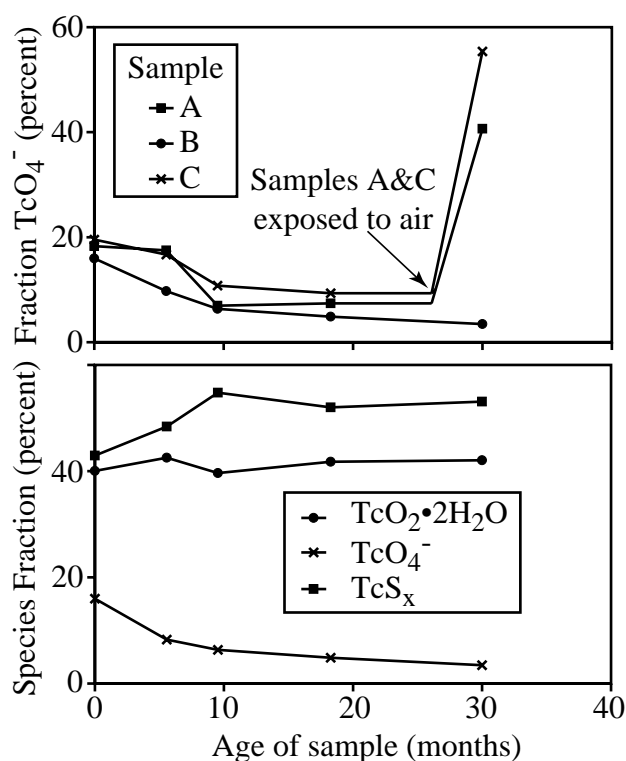 Fraction TcO₄⁻ (percent)
60
40
20
0
Sample
A
B
C
Samples A&C
exposed to air
Species Fraction (percent)
40
20
0
TcO₂•2H₂O
TcO₄⁻
TcSₓ
0 10 20 30 40
Age of sample (months)